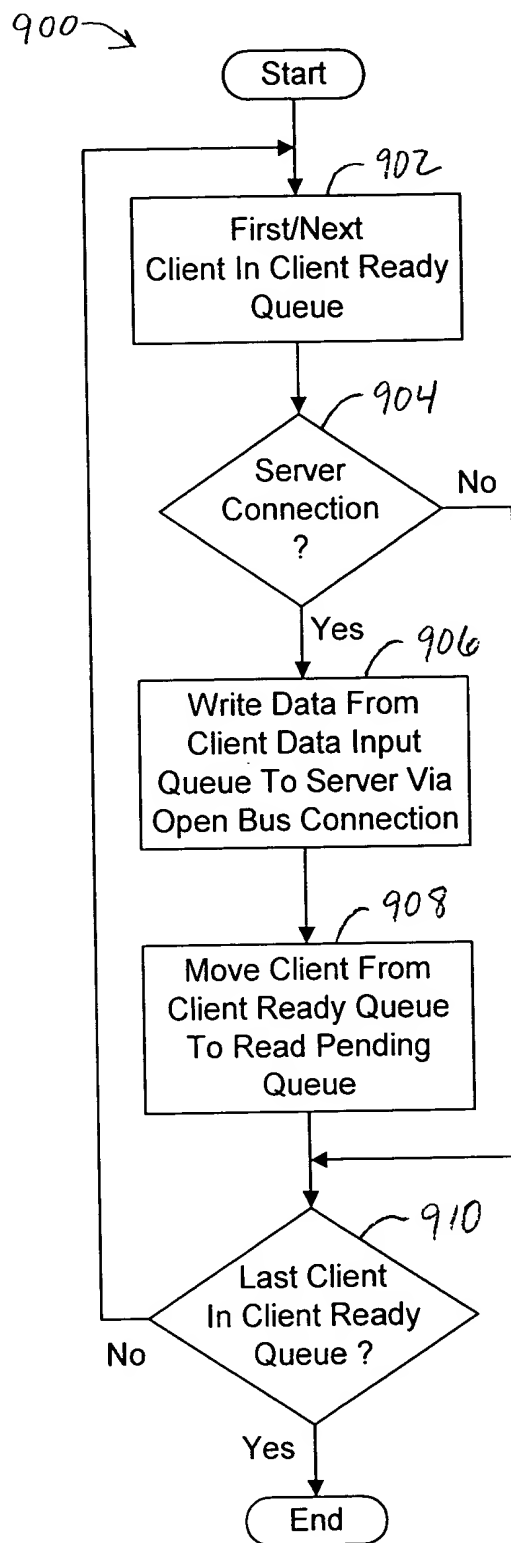 900
Start
902
First/Next
Client In Client Ready
Queue
904
Server
Connection
?
No
Yes
906
Write Data From
Client Data Input
Queue To Server Via
Open Bus Connection
908
Move Client From
Client Ready Queue
To Read Pending
Queue
910
Last Client
In Client Ready
Queue ?
No
Yes
End